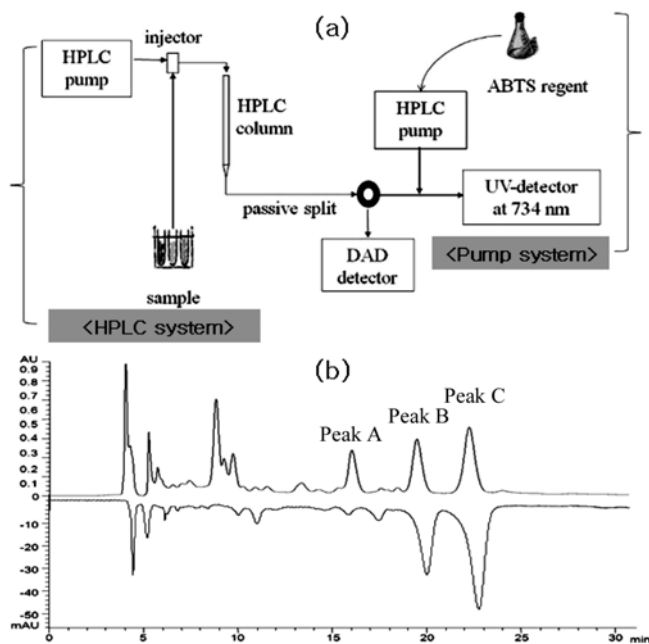 (a)
injector
HPLC
pump
HPLC
column
ABTS regent
HPLC
pump
passive split
UV-detector
at 734 nm
DAD
detector
<Pump system>
sample
<HPLC system>
(b)
AU
0.9
0.8
0.7
0.6
0.5
0.4
0.3
0.2
0.1
0
-10
-20
-30
-40
-50
mAU
Peak A
Peak B
Peak C
0 5 10 15 20 25 30 min